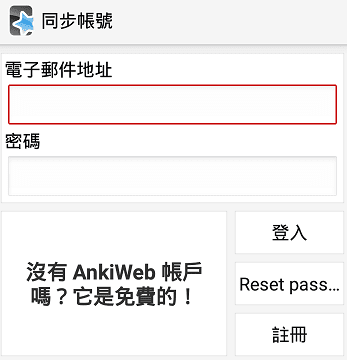 同步帳號
電子郵件地址
密碼
沒有 AnkiWeb 帳戶
嗎？它是免費的！
登入
Reset pass...
註冊